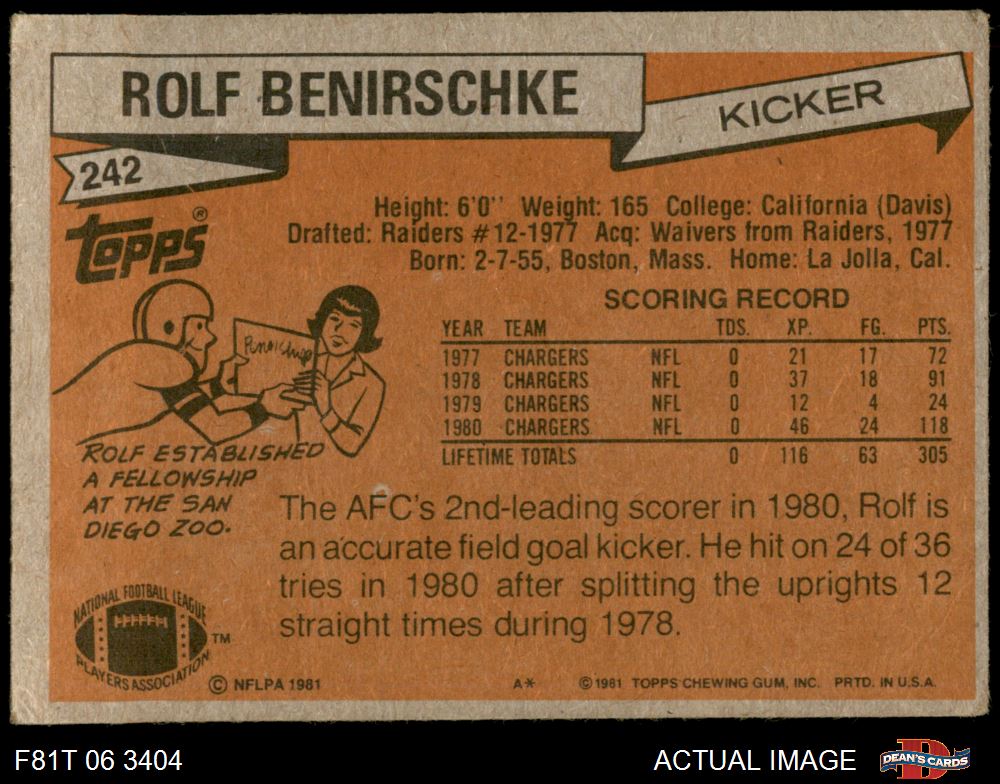 ROLF BENIRSCHKE
KICKER
242
TOPPS®
Height: 6'0'' Weight: 165 College: California (Davis)
Drafted: Raiders #12-1977 Acq: Waivers from Raiders, 1977
Born: 2-7-55, Boston, Mass. Home: La Jolla, Cal.
SCORING RECORD
YEAR TEAM TDS. XP. FG. PTS.
1977 CHARGERS NFL 0 21 17 72
1978 CHARGERS NFL 0 37 18 91
1979 CHARGERS NFL 0 12 4 24
1980 CHARGERS NFL 0 46 24 118
LIFETIME TOTALS 0 116 63 305
ROLF ESTABLISHED
A FELLOWSHIP
AT THE SAN
DIEGO ZOO.
The AFC's 2nd-leading scorer in 1980, Rolf is
an accurate field goal kicker. He hit on 24 of 36
tries in 1980 after splitting the uprights 12
straight times during 1978.
NATIONAL FOOTBALL LEAGUE
PLAYERS ASSOCIATION
TM
© NFLPA 1981
A*
© 1981 TOPPS CHEWING GUM, INC. PRTD. IN U.S.A.
F81T 06 3404
ACTUAL IMAGE
DEAN'S CARDS